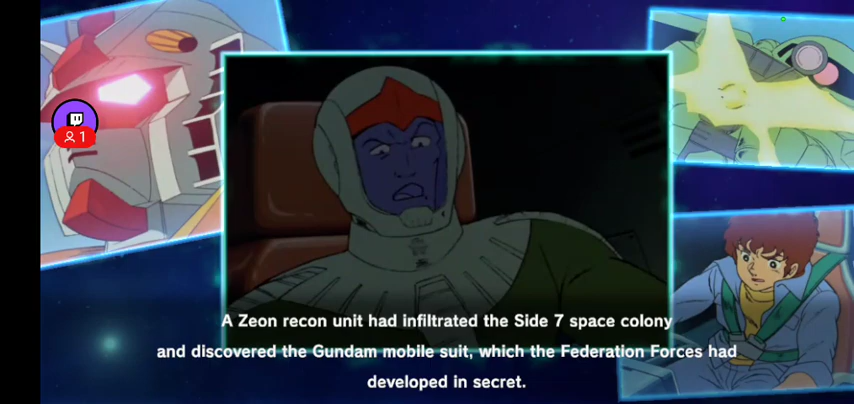 1
A Zeon recon unit had infiltrated the Side 7 space colony
and discovered the Gundam mobile suit, which the Federation Forces had
developed in secret.